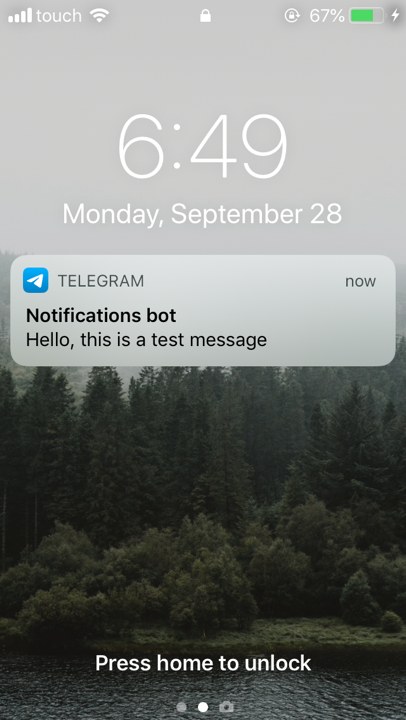 touch 67%
6:49
Monday, September 28
TELEGRAM now
Notifications bot
Hello, this is a test message
Press home to unlock